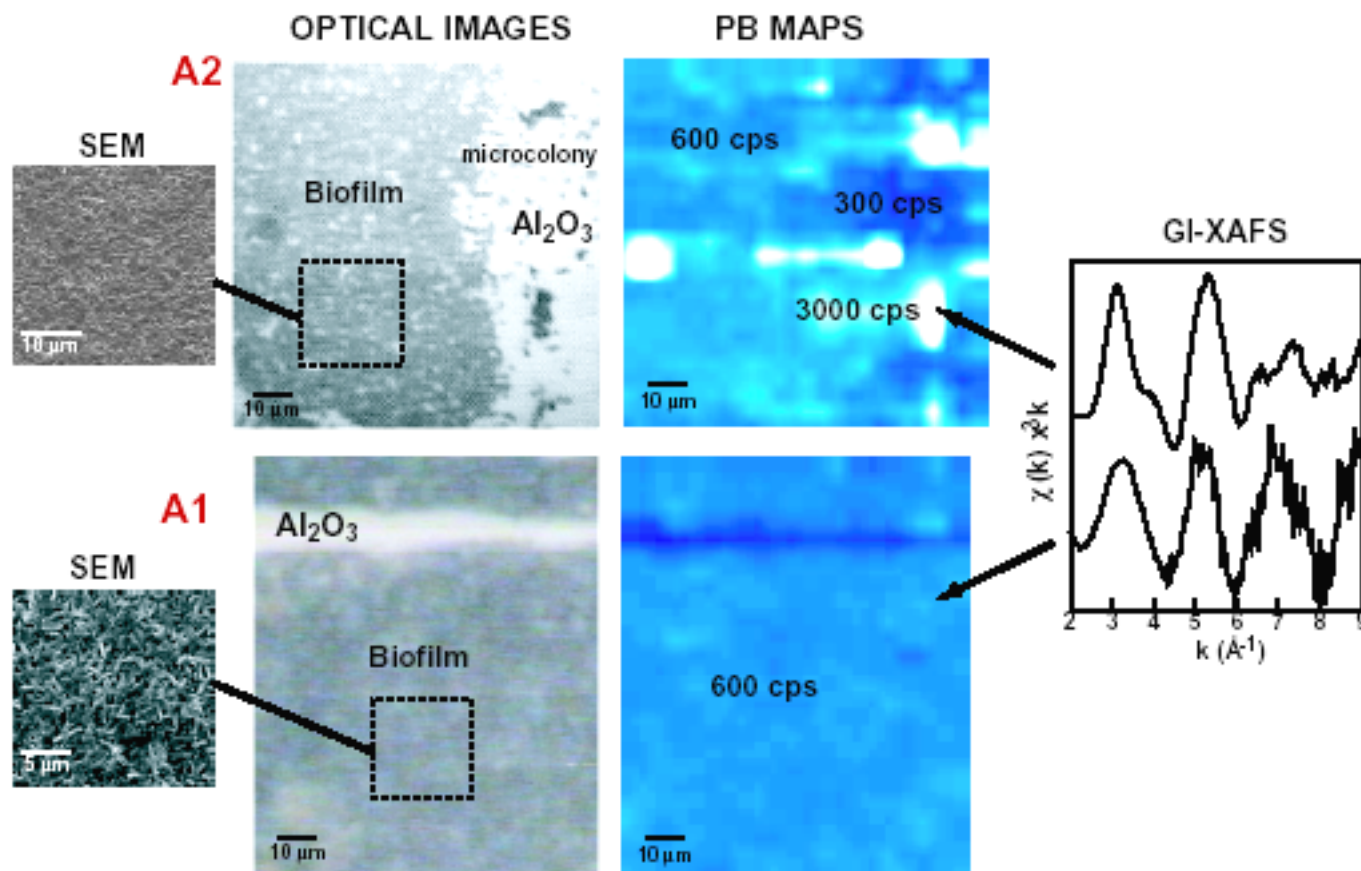 OPTICAL IMAGES
PB MAPS
A2
SEM
10 µm
Biofilm
microcolony
Al₂O₃
10 µm
600 cps
300 cps
3000 cps
10 µm
GI-XAFS
χ (k) x k³
2 3 4 5 6 7 8 9
k (Å⁻¹)
A1
SEM
5 µm
Al₂O₃
Biofilm
10 µm
600 cps
10 µm